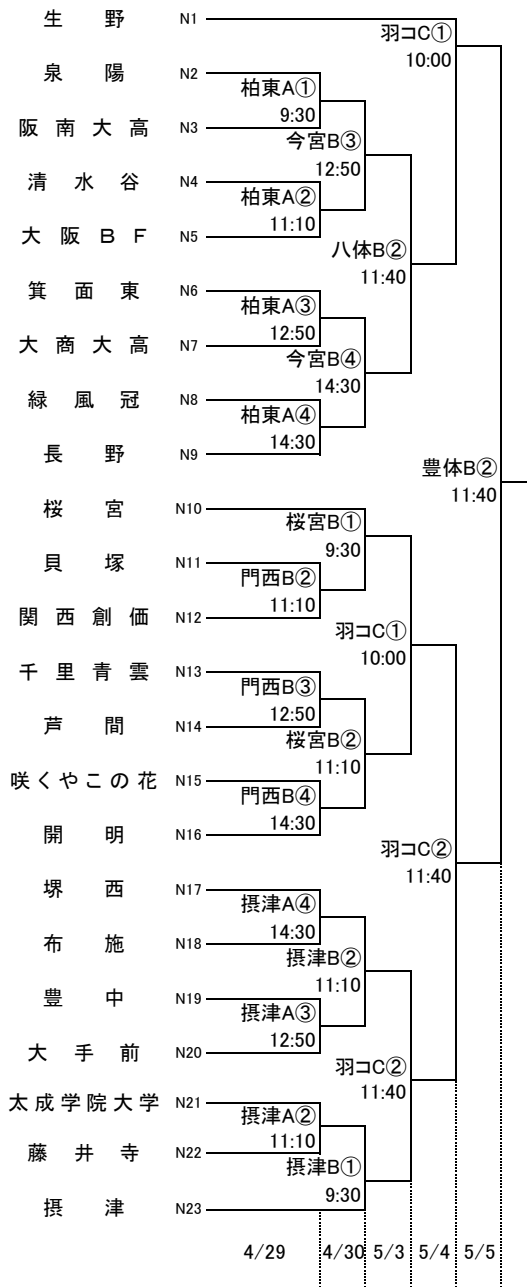 生野 N1
羽コC①
10:00
泉陽 N2
柏東A①
9:30
阪南大高 N3
今宮B③
12:50
清水谷 N4
柏東A②
11:10
大阪BF N5
八体B②
11:40
箕面東 N6
柏東A③
12:50
大商大高 N7
今宮B④
14:30
緑風冠 N8
柏東A④
14:30
長野 N9
豊体B②
11:40
桜宮 N10
桜宮B①
9:30
貝塚 N11
門西B②
11:10
関西創価 N12
羽コC①
10:00
千里青雲 N13
門西B③
12:50
芦間 N14
桜宮B②
11:10
咲くやこの花 N15
門西B④
14:30
開明 N16
羽コC②
11:40
堺西 N17
摂津A④
14:30
布施 N18
摂津B②
11:10
豊中 N19
摂津A③
12:50
大手前 N20
羽コC②
11:40
太成学院大学 N21
摂津A②
11:10
藤井寺 N22
摂津B①
9:30
摂津 N23
4/29 4/30 5/3 5/4 5/5